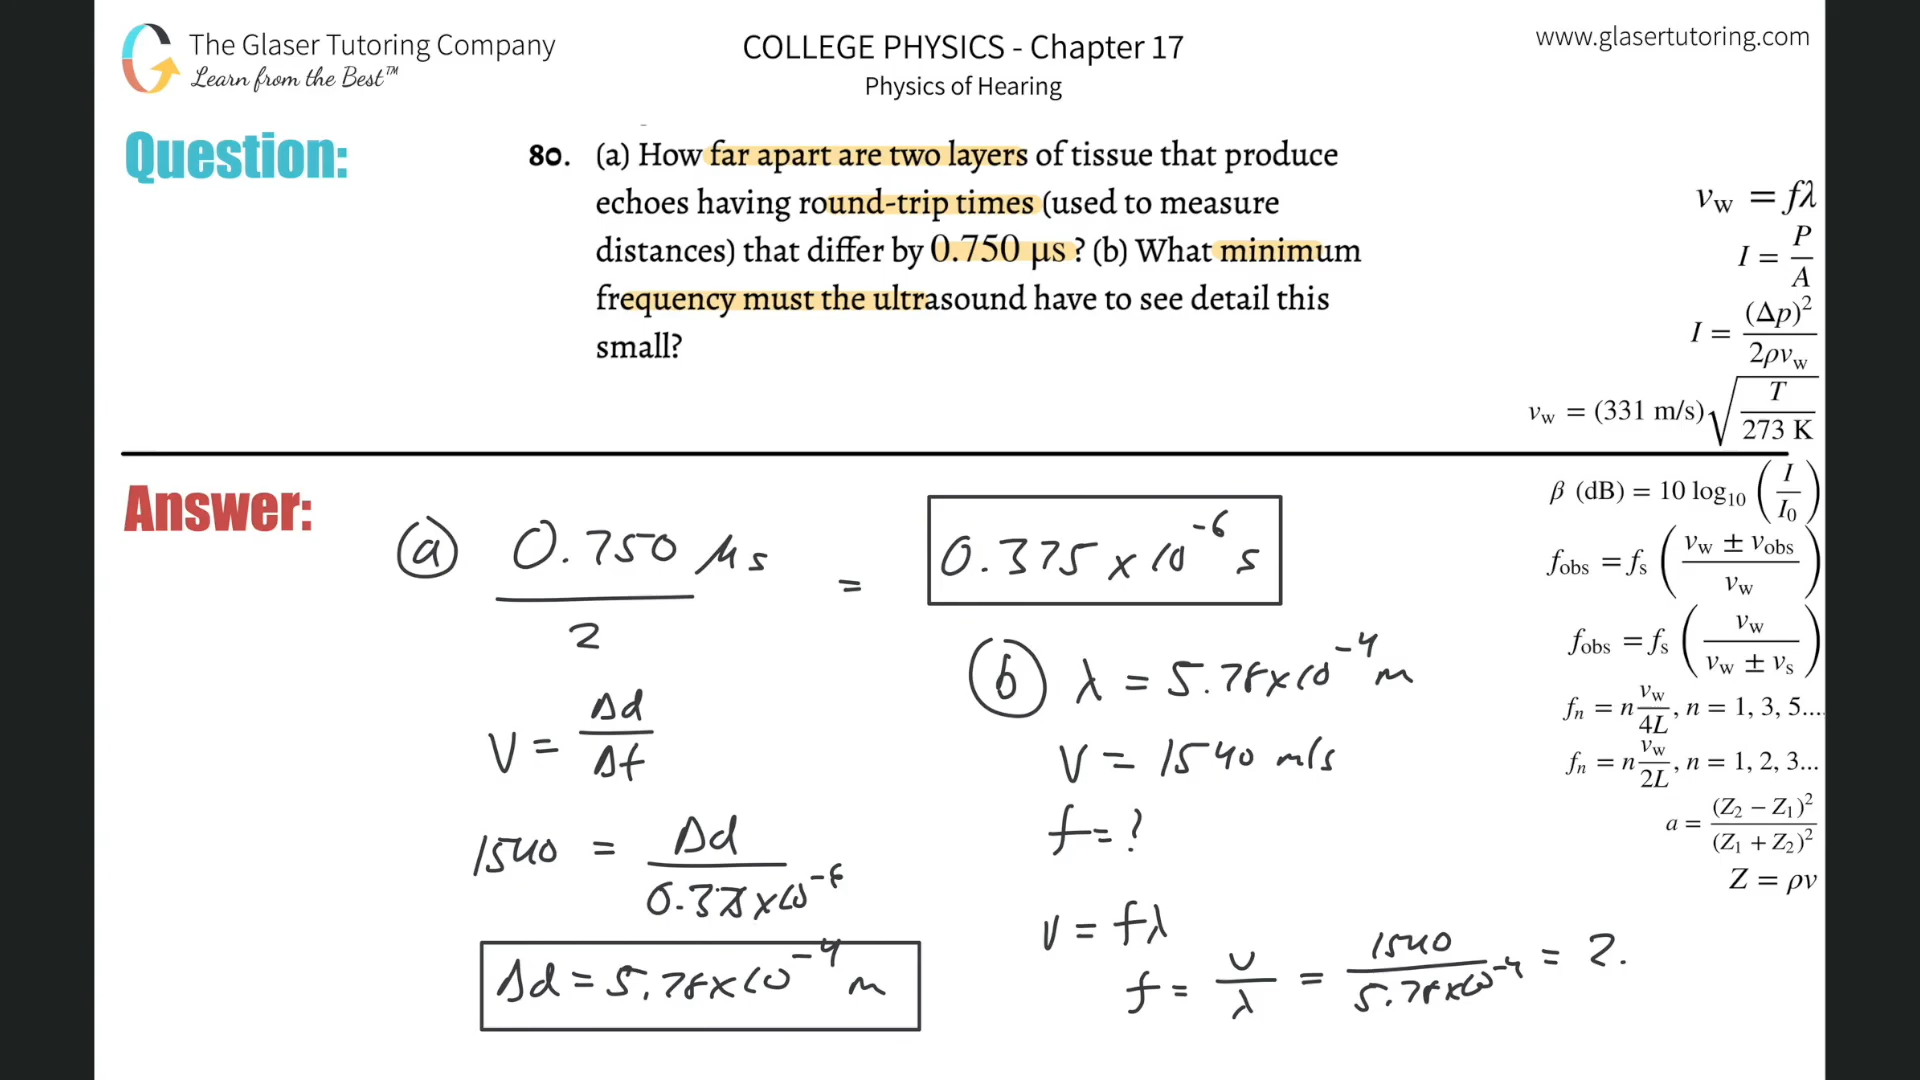 The Glaser Tutoring Company
Learn from the Best™
COLLEGE PHYSICS - Chapter 17
Physics of Hearing
www.glasertutoring.com
Question:
80. (a) How far apart are two layers of tissue that produce
echoes having round-trip times (used to measure
distances) that differ by 0.750 μs ? (b) What minimum
frequency must the ultrasound have to see detail this
small?
v_w = fλ
I = P/A
I = (Δp)²/2ρv_w
v_w = (331 m/s)√(T/273 K)
β (dB) = 10 log₁₀ (I/I₀)
f_obs = f_s ((v_w ± v_obs)/v_w)
f_obs = f_s (v_w/(v_w ± v_s))
f_n = n v_w/4L, n = 1, 3, 5...
f_n = n v_w/2L, n = 1, 2, 3...
a = (Z₂ − Z₁)²/(Z₁ + Z₂)²
Z = ρv
Answer:
(a) 0.750 μs / 2 = 0.375 x 10⁻⁶ s
V = Δd/Δt
1540 = Δd / 0.375 x 10⁻⁶
Δd = 5.78 x 10⁻⁴ m
(b) λ = 5.78 x 10⁻⁴ m
V = 1540 m/s
f = ?
v = fλ
f = v/λ = 1540 / 5.78 x 10⁻⁴ = 2.